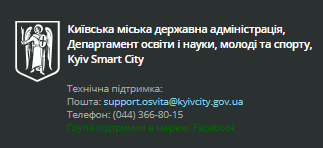 Київська міська державна адміністрація,
Департамент освіти і науки, молоді та спорту,
Kyiv Smart City
Технічна підтримка:
Пошта: support.osvita@kyivcity.gov.ua
Телефон: (044) 366-80-15
Група підтримки в мережі Facebook